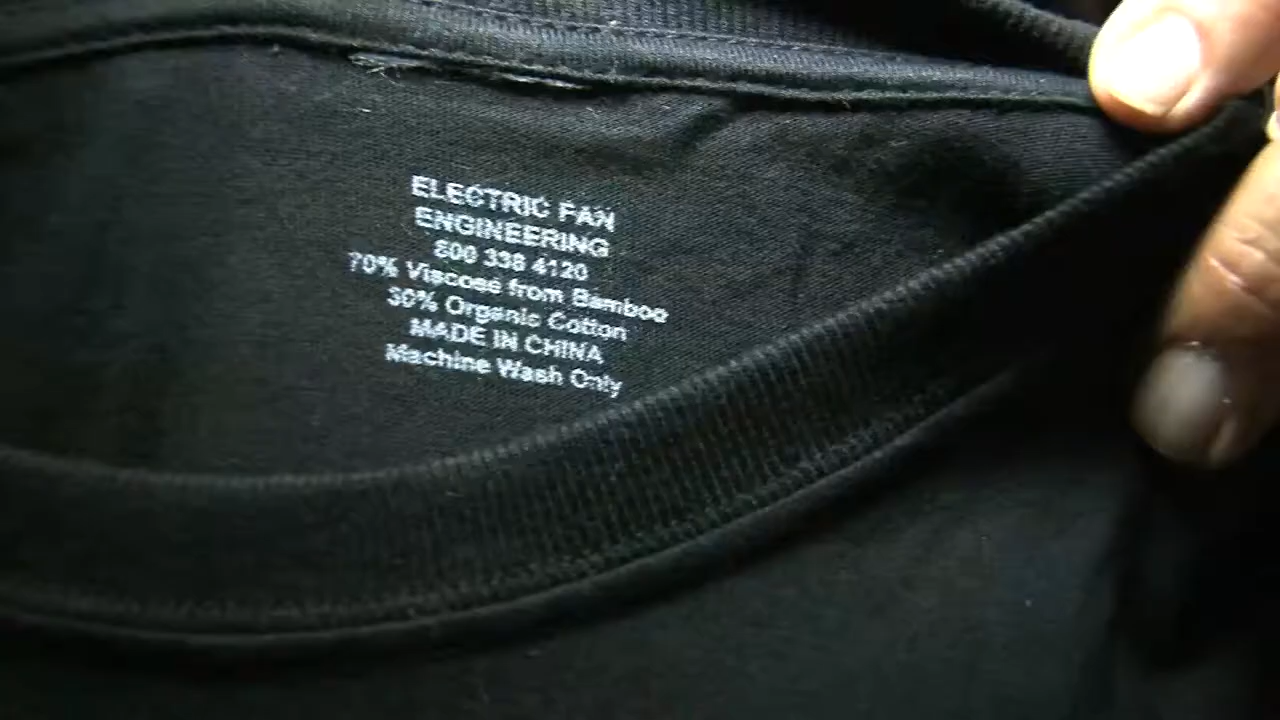 ELECTRIC FAN
ENGINEERING
800 338 4120
70% Viscose from Bamboo
30% Organic Cotton
MADE IN CHINA
Machine Wash Only